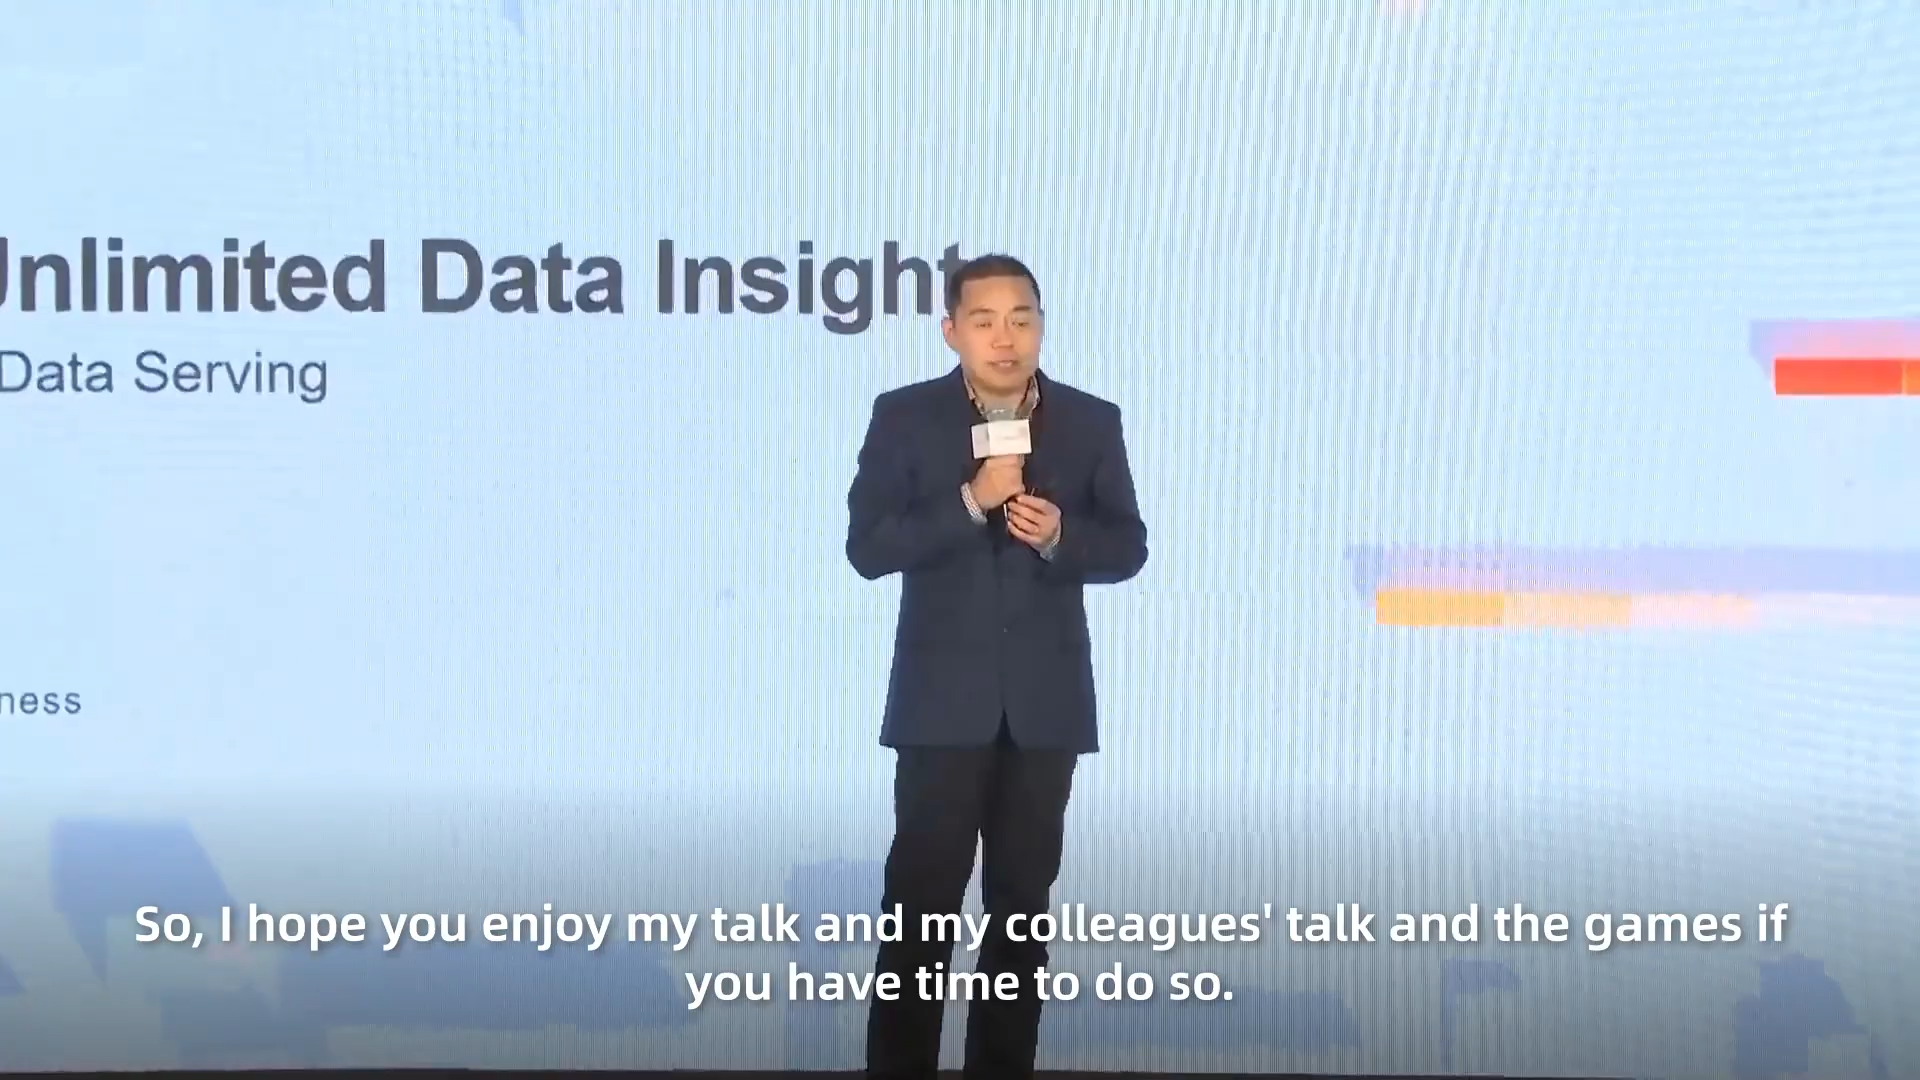 Unlimited Data Insight
Data Serving
ness
So, I hope you enjoy my talk and my colleagues' talk and the games if
you have time to do so.